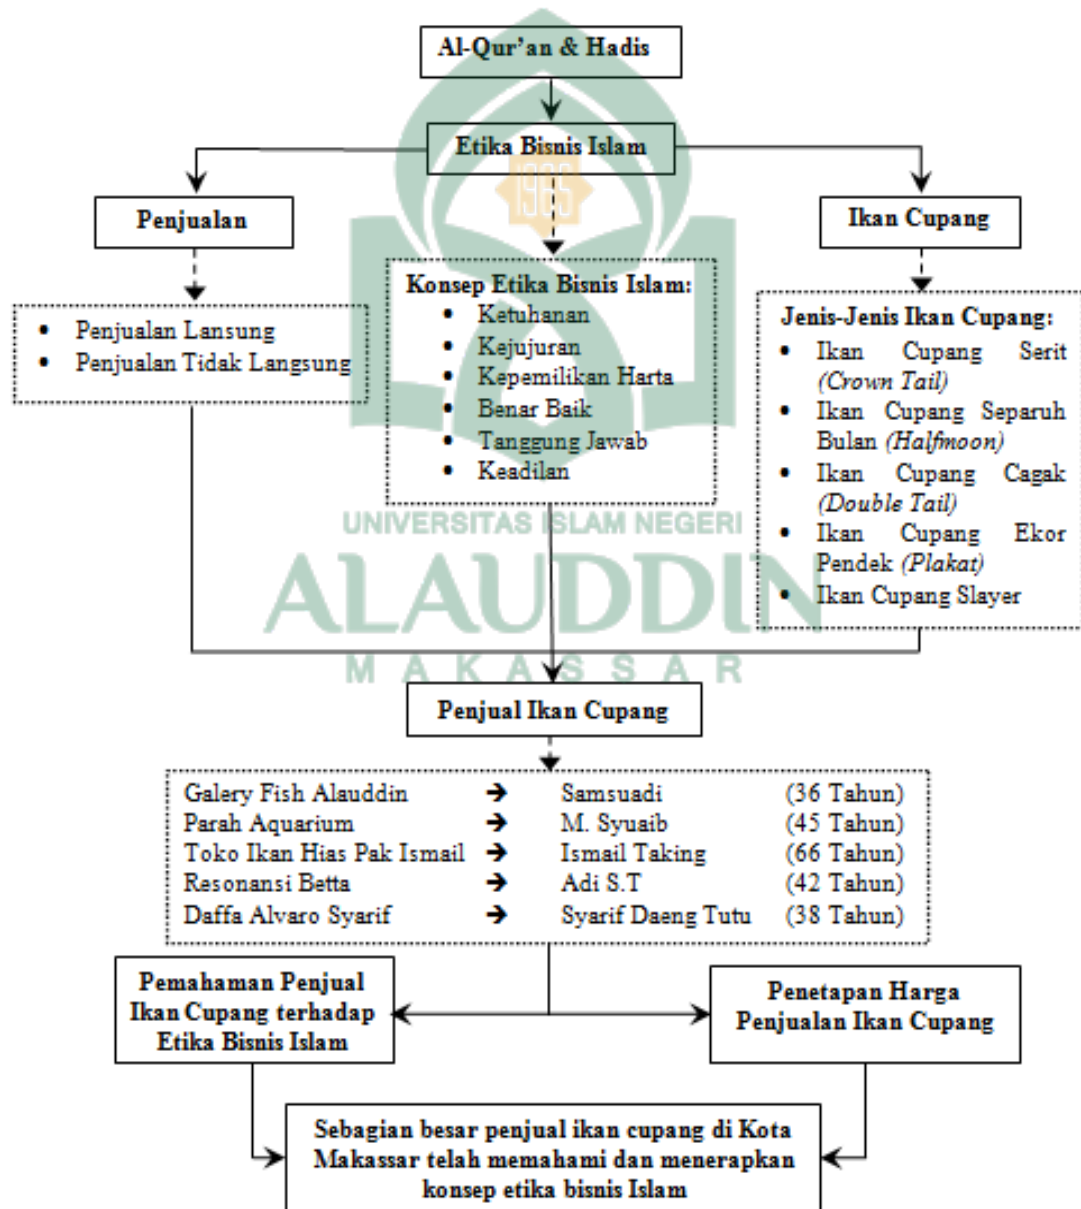 Al-Qur’an & Hadis
Etika Bisnis Islam
1965
Penjualan
Ikan Cupang
• Penjualan Lansung
• Penjualan Tidak Langsung
Konsep Etika Bisnis Islam:
• Ketuhanan
• Kejujuran
• Kepemilikan Harta
• Benar Baik
• Tanggung Jawab
• Keadilan
Jenis-Jenis Ikan Cupang:
• Ikan Cupang Serit
(Crown Tail)
• Ikan Cupang Separuh
Bulan (Halfmoon)
• Ikan Cupang Cagak
(Double Tail)
• Ikan Cupang Ekor
Pendek (Plakat)
• Ikan Cupang Slayer
UNIVERSITAS ISLAM NEGERI
ALAUDDIN
MAKASSAR
Penjual Ikan Cupang
Galery Fish Alauddin ➔ Samsuadi (36 Tahun)
Parah Aquarium ➔ M. Syuaib (45 Tahun)
Toko Ikan Hias Pak Ismail ➔ Ismail Taking (66 Tahun)
Resonansi Betta ➔ Adi S.T (42 Tahun)
Daffa Alvaro Syarif ➔ Syarif Daeng Tutu (38 Tahun)
Pemahaman Penjual
Ikan Cupang terhadap
Etika Bisnis Islam
Penetapan Harga
Penjualan Ikan Cupang
Sebagian besar penjual ikan cupang di Kota
Makassar telah memahami dan menerapkan
konsep etika bisnis Islam